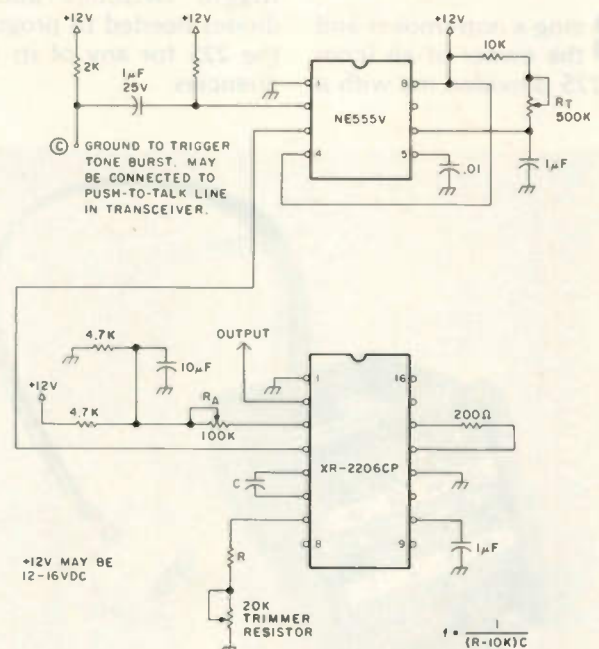 +12V
+12V
2K
1µF
25V
C
GROUND TO TRIGGER
TONE BURST. MAY
BE CONNECTED TO
PUSH-TO-TALK LINE
IN TRANSCEIVER.
+12V
10K
8
NE555V
4
5
RT
500K
.01
1µF
4.7K
10µF
+12V
4.7K
RA
100K
OUTPUT
1
16
200Ω
XR-2206CP
C
8
9
1µF
R
20K
TRIMMER
RESISTOR
+12V MAY BE
12-16VDC
f = 1
(R-10K)C